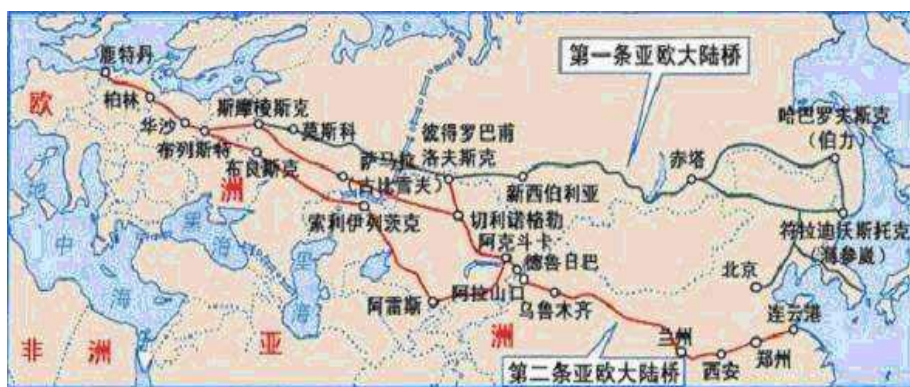 鹿特丹
第一条亚欧大陆桥
欧
柏林
斯摩棱斯克
哈巴罗夫斯克
(伯力)
华沙
莫斯科
彼得罗巴甫
洛夫斯克
赤塔
布列斯特
布良斯克
萨马拉
(古比雪夫)
新西伯利亚
洲
地
中
海
黑
海
里
海
索利伊列茨克
切利诺格勒
符拉迪沃斯托克
(海参崴)
阿克斗卡
德鲁日巴
北京
阿雷斯
阿拉山口
乌鲁木齐
连云港
非
洲
亚
洲
兰州
西安
郑州
第二条亚欧大陆桥